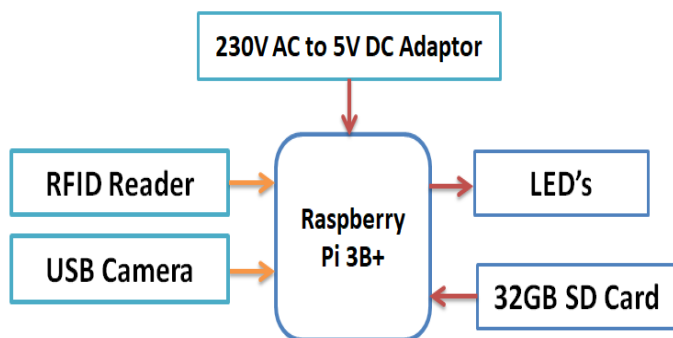 230V AC to 5V DC Adaptor
RFID Reader
USB Camera
Raspberry
Pi 3B+
LED's
32GB SD Card